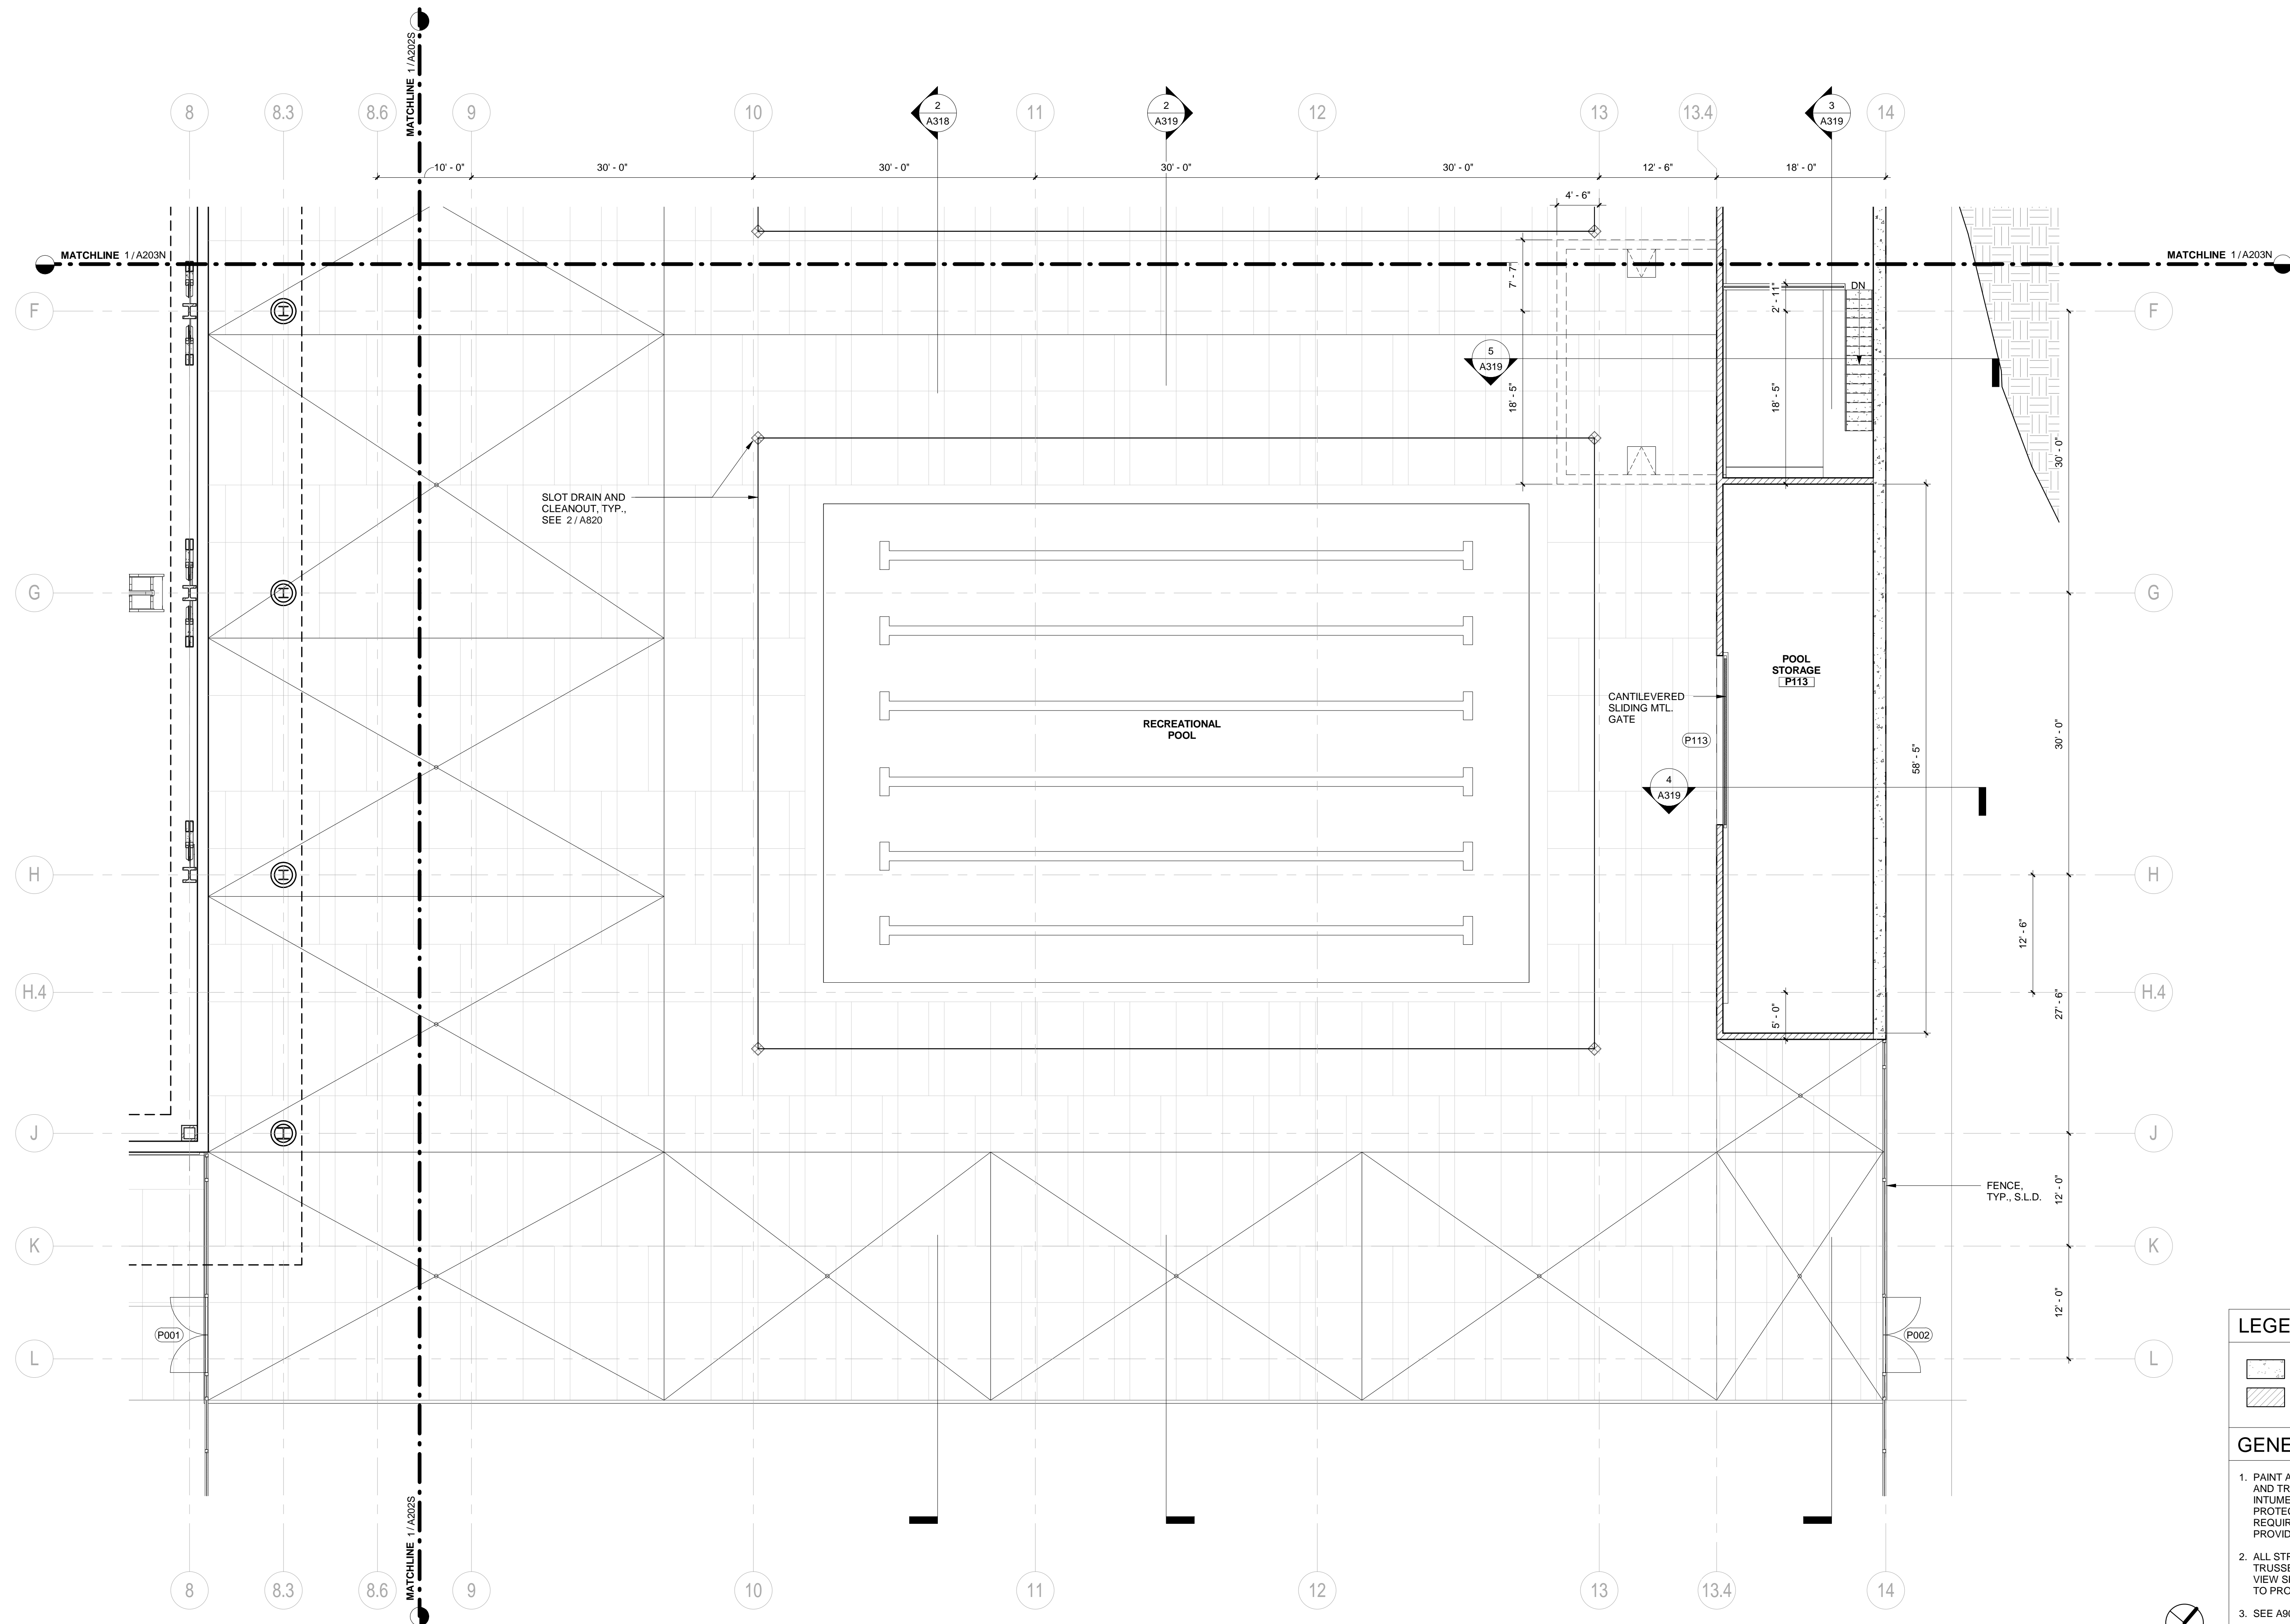 MATCHLINE 1 / A202S
8
8.3
8.6
9
10
2
A318
11
2
A319
12
13
13.4
3
A319
14
10' - 0"
30' - 0"
30' - 0"
30' - 0"
30' - 0"
12' - 6"
18' - 0"
4' - 6"
MATCHLINE 1 / A203N
MATCHLINE 1 / A203N
7' - 7"
2' - 11"
DN
F
F
5
A319
18' - 5"
18' - 5"
30' - 0"
SLOT DRAIN AND
CLEANOUT, TYP.,
SEE 2 / A820
G
G
POOL
STORAGE
P113
CANTILEVERED
SLIDING MTL.
GATE
RECREATIONAL
POOL
P113
30' - 0"
58' - 5"
4
A319
H
H
12' - 6"
H.4
H.4
27' - 6"
5' - 0"
J
J
FENCE,
TYP., S.L.D.
12' - 0"
K
K
12' - 0"
P001
P002
L
L
LEGE
GENE
1. PAINT A
AND TR
INTUME
PROTEC
REQUIR
PROVID
2. ALL STR
TRUSSE
VIEW SH
TO PRO
3. SEE A90
MATCHLINE 1 / A202S
8
8.3
8.6
9
10
11
12
13
13.4
14